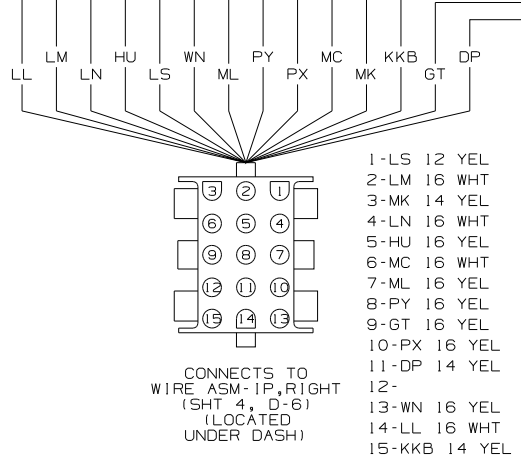 LM HU WN PY MC KKB DP
LL LN LS ML PX MK GT
3 2 1
6 5 4
9 8 7
12 11 10
15 14 13
CONNECTS TO
WIRE ASM-IP,RIGHT
(SHT 4, D-6)
(LOCATED
UNDER DASH)
1-LS 12 YEL
2-LM 16 WHT
3-MK 14 YEL
4-LN 16 WHT
5-HU 16 YEL
6-MC 16 WHT
7-ML 16 YEL
8-PY 16 YEL
9-GT 16 YEL
10-PX 16 YEL
11-DP 14 YEL
12-
13-WN 16 YEL
14-LL 16 WHT
15-KKB 14 YEL